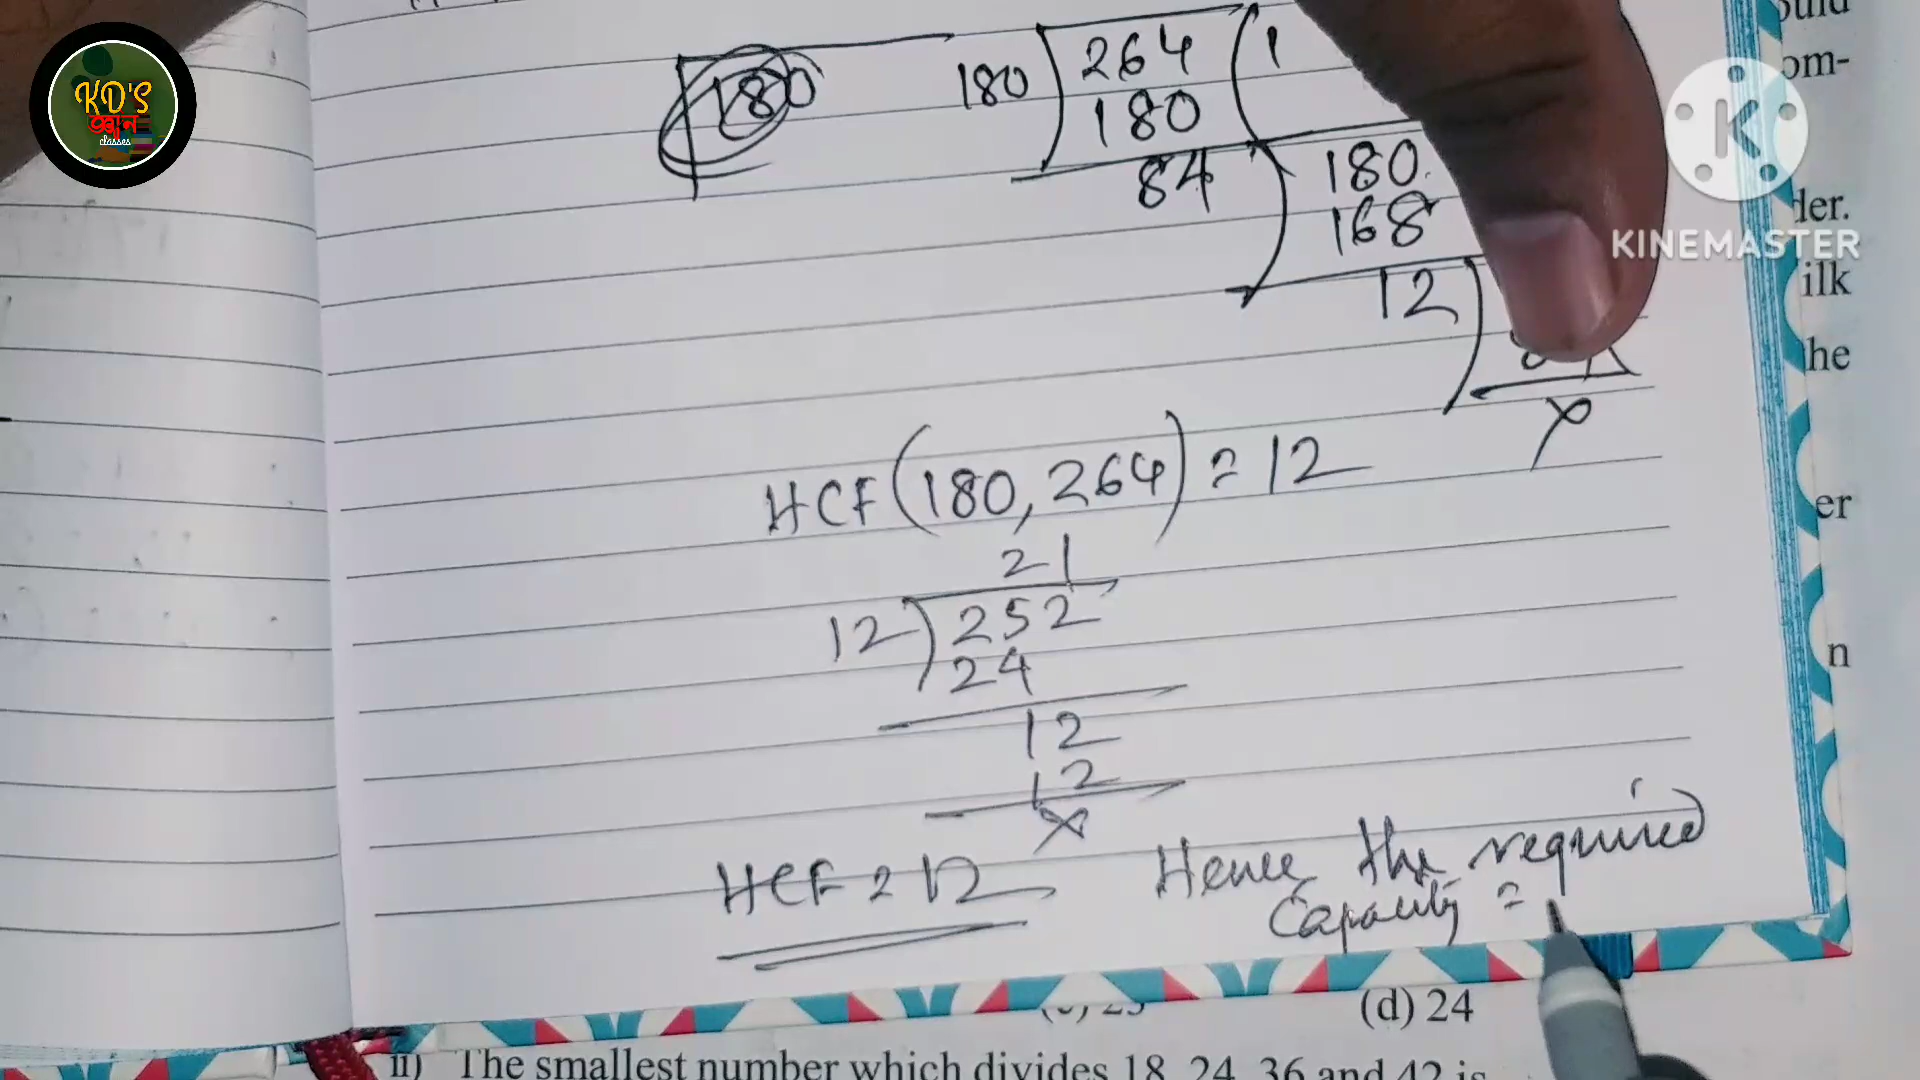 KD'S
জ্ঞান
classes
KINEMASTER
180
180 ) 264 ( 1
180
84 ) 180
168
12 )
x
HCF (180, 264) = 12
21
12 ) 252
24
12
12
x
HCF = 12
Hence the required
Capacity =
om-
der.
ilk
he
er
n
(d) 24
ii) The smallest number which divides 18, 24, 36 and 42 is